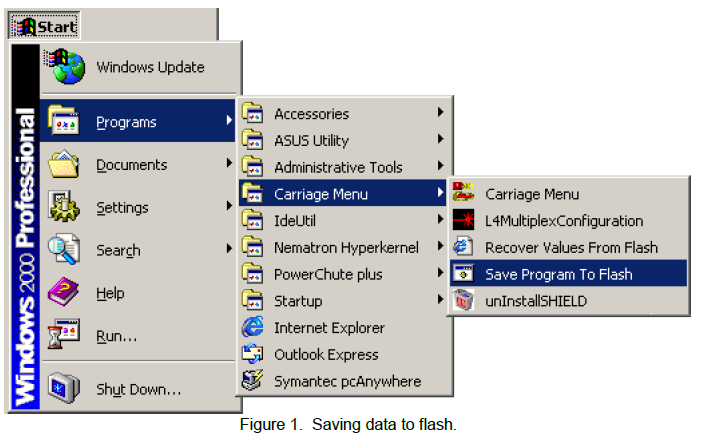 Start
Windows 2000 Professional
Windows Update
Programs
Documents
Settings
Search
Help
Run...
Shut Down...
Accessories
ASUS Utility
Administrative Tools
Carriage Menu
IdeUtil
Nematron Hyperkernel
PowerChute plus
Startup
Internet Explorer
Outlook Express
Symantec pcAnywhere
Carriage Menu
L4MultiplexConfiguration
Recover Values From Flash
Save Program To Flash
unInstallSHIELD
Figure 1. Saving data to flash.